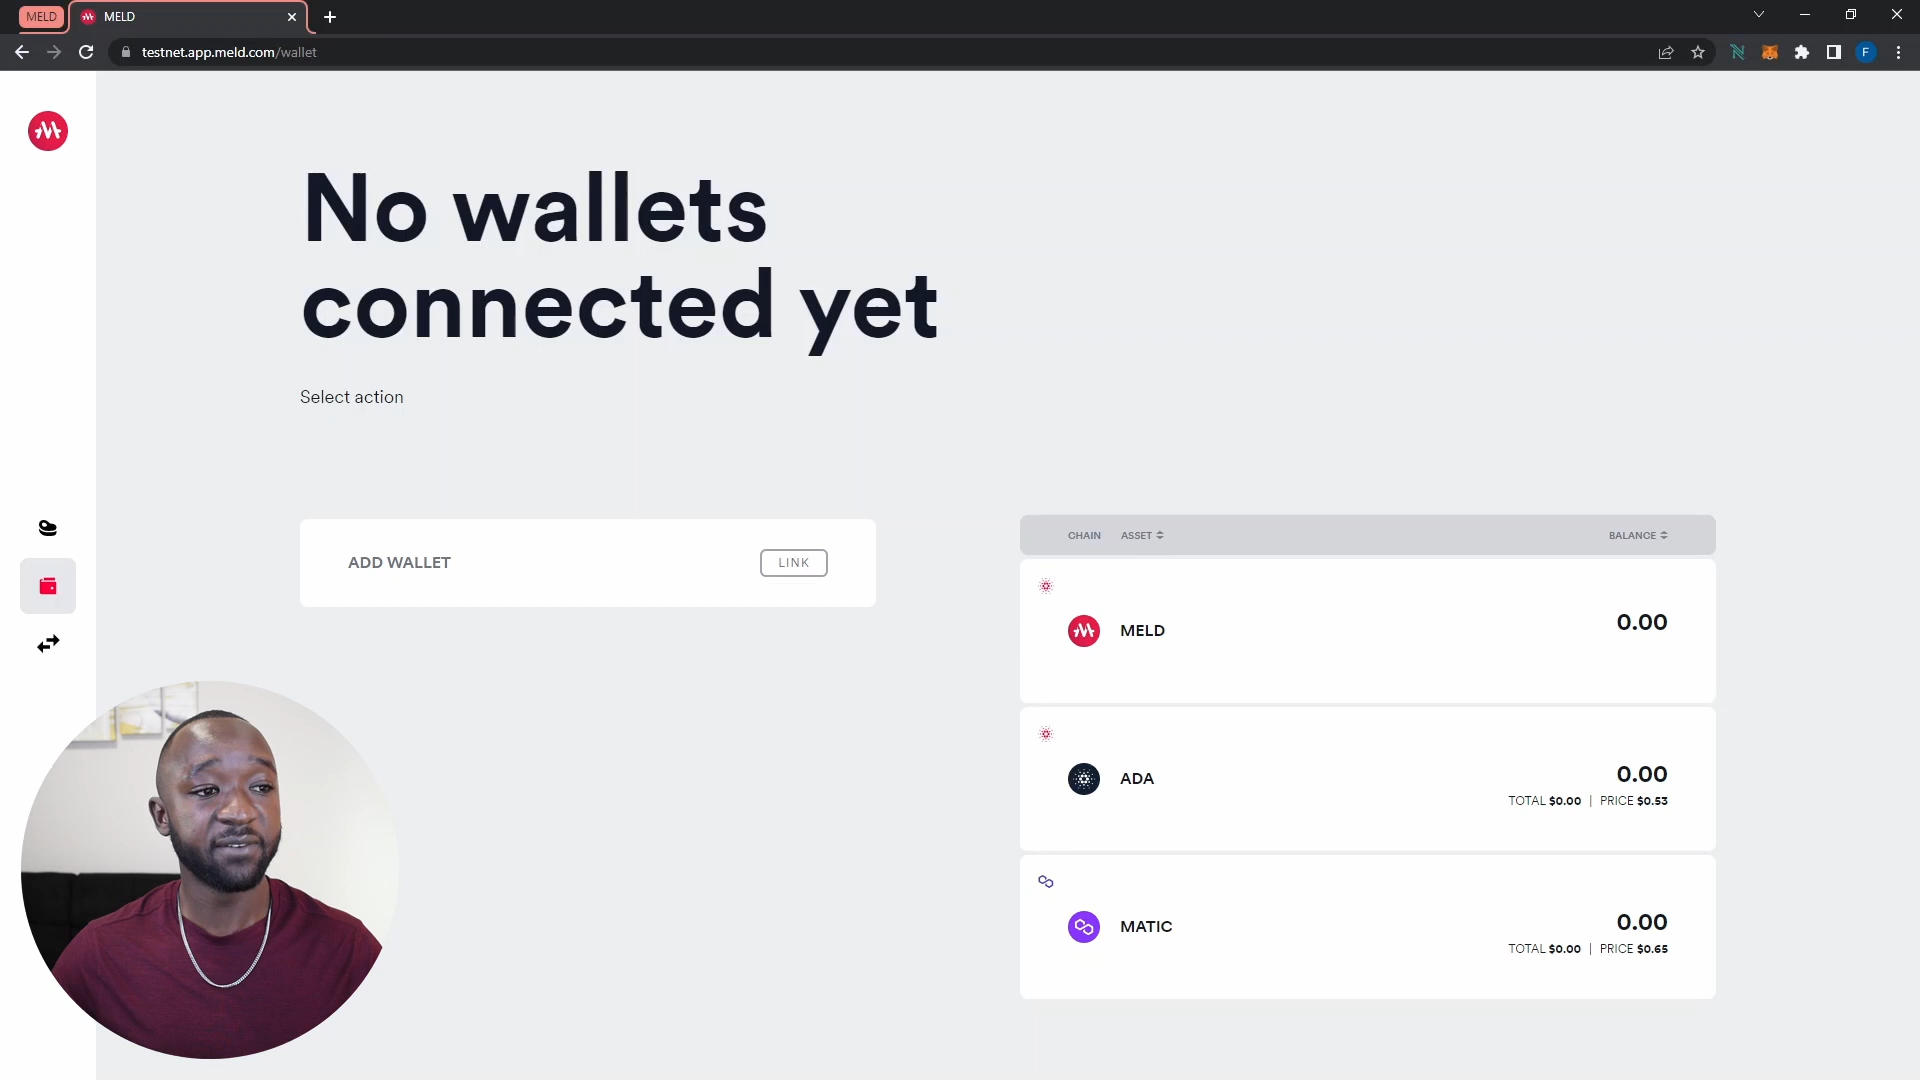 MELD
MELD
testnet.app.meld.com/wallet
F
No wallets
connected yet
Select action
ADD WALLET
LINK
CHAIN ASSET BALANCE
MELD
0.00
ADA
0.00
TOTAL $0.00 | PRICE $0.53
MATIC
0.00
TOTAL $0.00 | PRICE $0.65